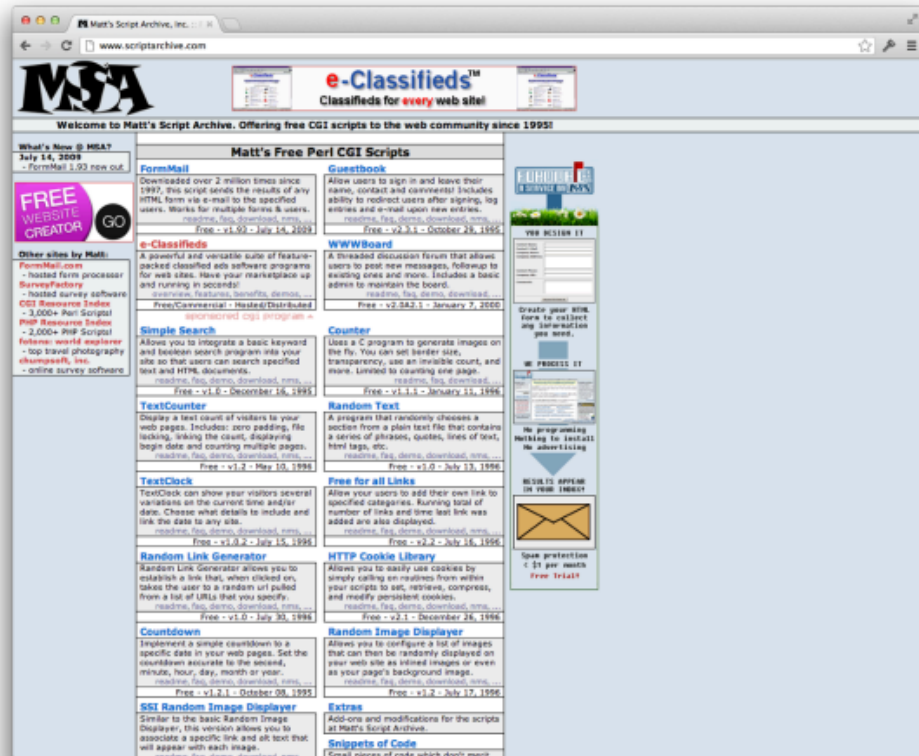 Matt's Script Archive, Inc. ::
www.scriptarchive.com
MSA
e-Classifieds™
Classifieds for every web site!
Welcome to Matt's Script Archive. Offering free CGI scripts to the web community since 1995!
What's New @ MSA?
July 14, 2009
- FormMail 1.93 now out
FREE
WEBSITE
CREATOR
GO
Other sites by Matt:
FormMail.com
- hosted form processor
SurveyFactory
- hosted survey software
CGI Resource Index
- 3,000+ Perl Scripts!
PHP Resource Index
- 2,000+ PHP Scripts!
fotons: world explorer
- top travel photography
chumpsoft, inc.
- online survey software
Matt's Free Perl CGI Scripts
FormMail
Downloaded over 2 million times since
1997, this script sends the results of any
HTML form via e-mail to the specified
users. Works for multiple forms & users.
readme, faq, download, nms, ...
Free - v1.93 - July 14, 2009
e-Classifieds
A powerful and versatile suite of feature-
packed classified ads software programs
for web sites. Have your marketplace up
and running in seconds!
overview, features, benefits, demos, ...
Free/Commercial - Hosted/Distributed
sponsored cgi program
Simple Search
Allows you to integrate a basic keyword
and boolean search program into your
site so that users can search specified
text and HTML documents.
readme, faq, demo, download, nms, ...
Free - v1.0 - December 16, 1995
TextCounter
Display a text count of visitors to your
web pages. Includes: zero padding, file
locking, linking the count, displaying
begin date and counting multiple pages.
readme, faq, demo, download, nms, ...
Free - v1.2 - May 10, 1996
TextClock
TextClock can show your visitors several
variations on the current time and/or
date. Choose what details to include and
link the date to any site.
readme, faq, demo, download, nms, ...
Free - v1.0.2 - July 15, 1996
Random Link Generator
Random Link Generator allows you to
establish a link that, when clicked on,
takes the user to a random url pulled
from a list of URLs that you specify.
readme, faq, demo, download, nms, ...
Free - v1.0 - July 30, 1996
Countdown
Implement a simple countdown to a
specific date in your web pages. Set the
countdown accurate to the second,
minute, hour, day, month or year.
readme, faq, demo, download, nms, ...
Free - v1.2.1 - October 08, 1995
SSI Random Image Displayer
Similar to the basic Random Image
Displayer, this version allows you to
associate a specific link and alt text that
will appear with each image.
readme, faq, demo, download, nms, ...
Guestbook
Allow users to sign in and leave their
name, contact and comments! Includes
ability to redirect users after signing, log
entries and e-mail upon new entries.
readme, faq, demo, download, nms, ...
Free - v2.3.1 - October 29, 1995
WWWBoard
A threaded discussion forum that allows
users to post new messages, followup to
existing ones and more. Includes a basic
admin to maintain the board.
readme, faq, demo, download, ...
Free - v2.0A2.1 - January 7, 2000
Counter
Uses a C program to generate images on
the fly. You can set border size,
transparency, use an invisible count, and
more. Limited to counting one page.
readme, faq, download, ...
Free - v1.1.1 - January 11, 1996
Random Text
A program that randomly chooses a
section from a plain text file that contains
a series of phrases, quotes, lines of text,
html tags, etc.
readme, faq, demo, download, nms, ...
Free - v1.0 - July 13, 1996
Free for all Links
Allow your users to add their own link to
specified categories. Running total of
number of links and time last link was
added are also displayed.
readme, faq, demo, download, nms, ...
Free - v2.2 - July 16, 1996
HTTP Cookie Library
Allows you to easily use cookies by
simply calling on routines from within
your scripts to set, retrieve, compress,
and modify persistent cookies.
readme, faq, demo, download, ...
Free - v2.1 - December 26, 1996
Random Image Displayer
Allows you to configure a list of images
that can then be randomly displayed on
your web site as inlined images or even
as your page's background image.
readme, faq, demo, download, nms, ...
Free - v1.2 - July 17, 1996
Extras
Add-ons and modifications for the scripts
at Matt's Script Archive.
Snippets of Code
Small pieces of code which don't merit
A SERVICE OF MSA
YOU DESIGN IT
Create your HTML
form to collect
any information
you need.
WE PROCESS IT
No programming
Nothing to install
No advertising
RESULTS APPEAR
IN YOUR INBOX!
Spam protection
< $1 per month
Free Trial!